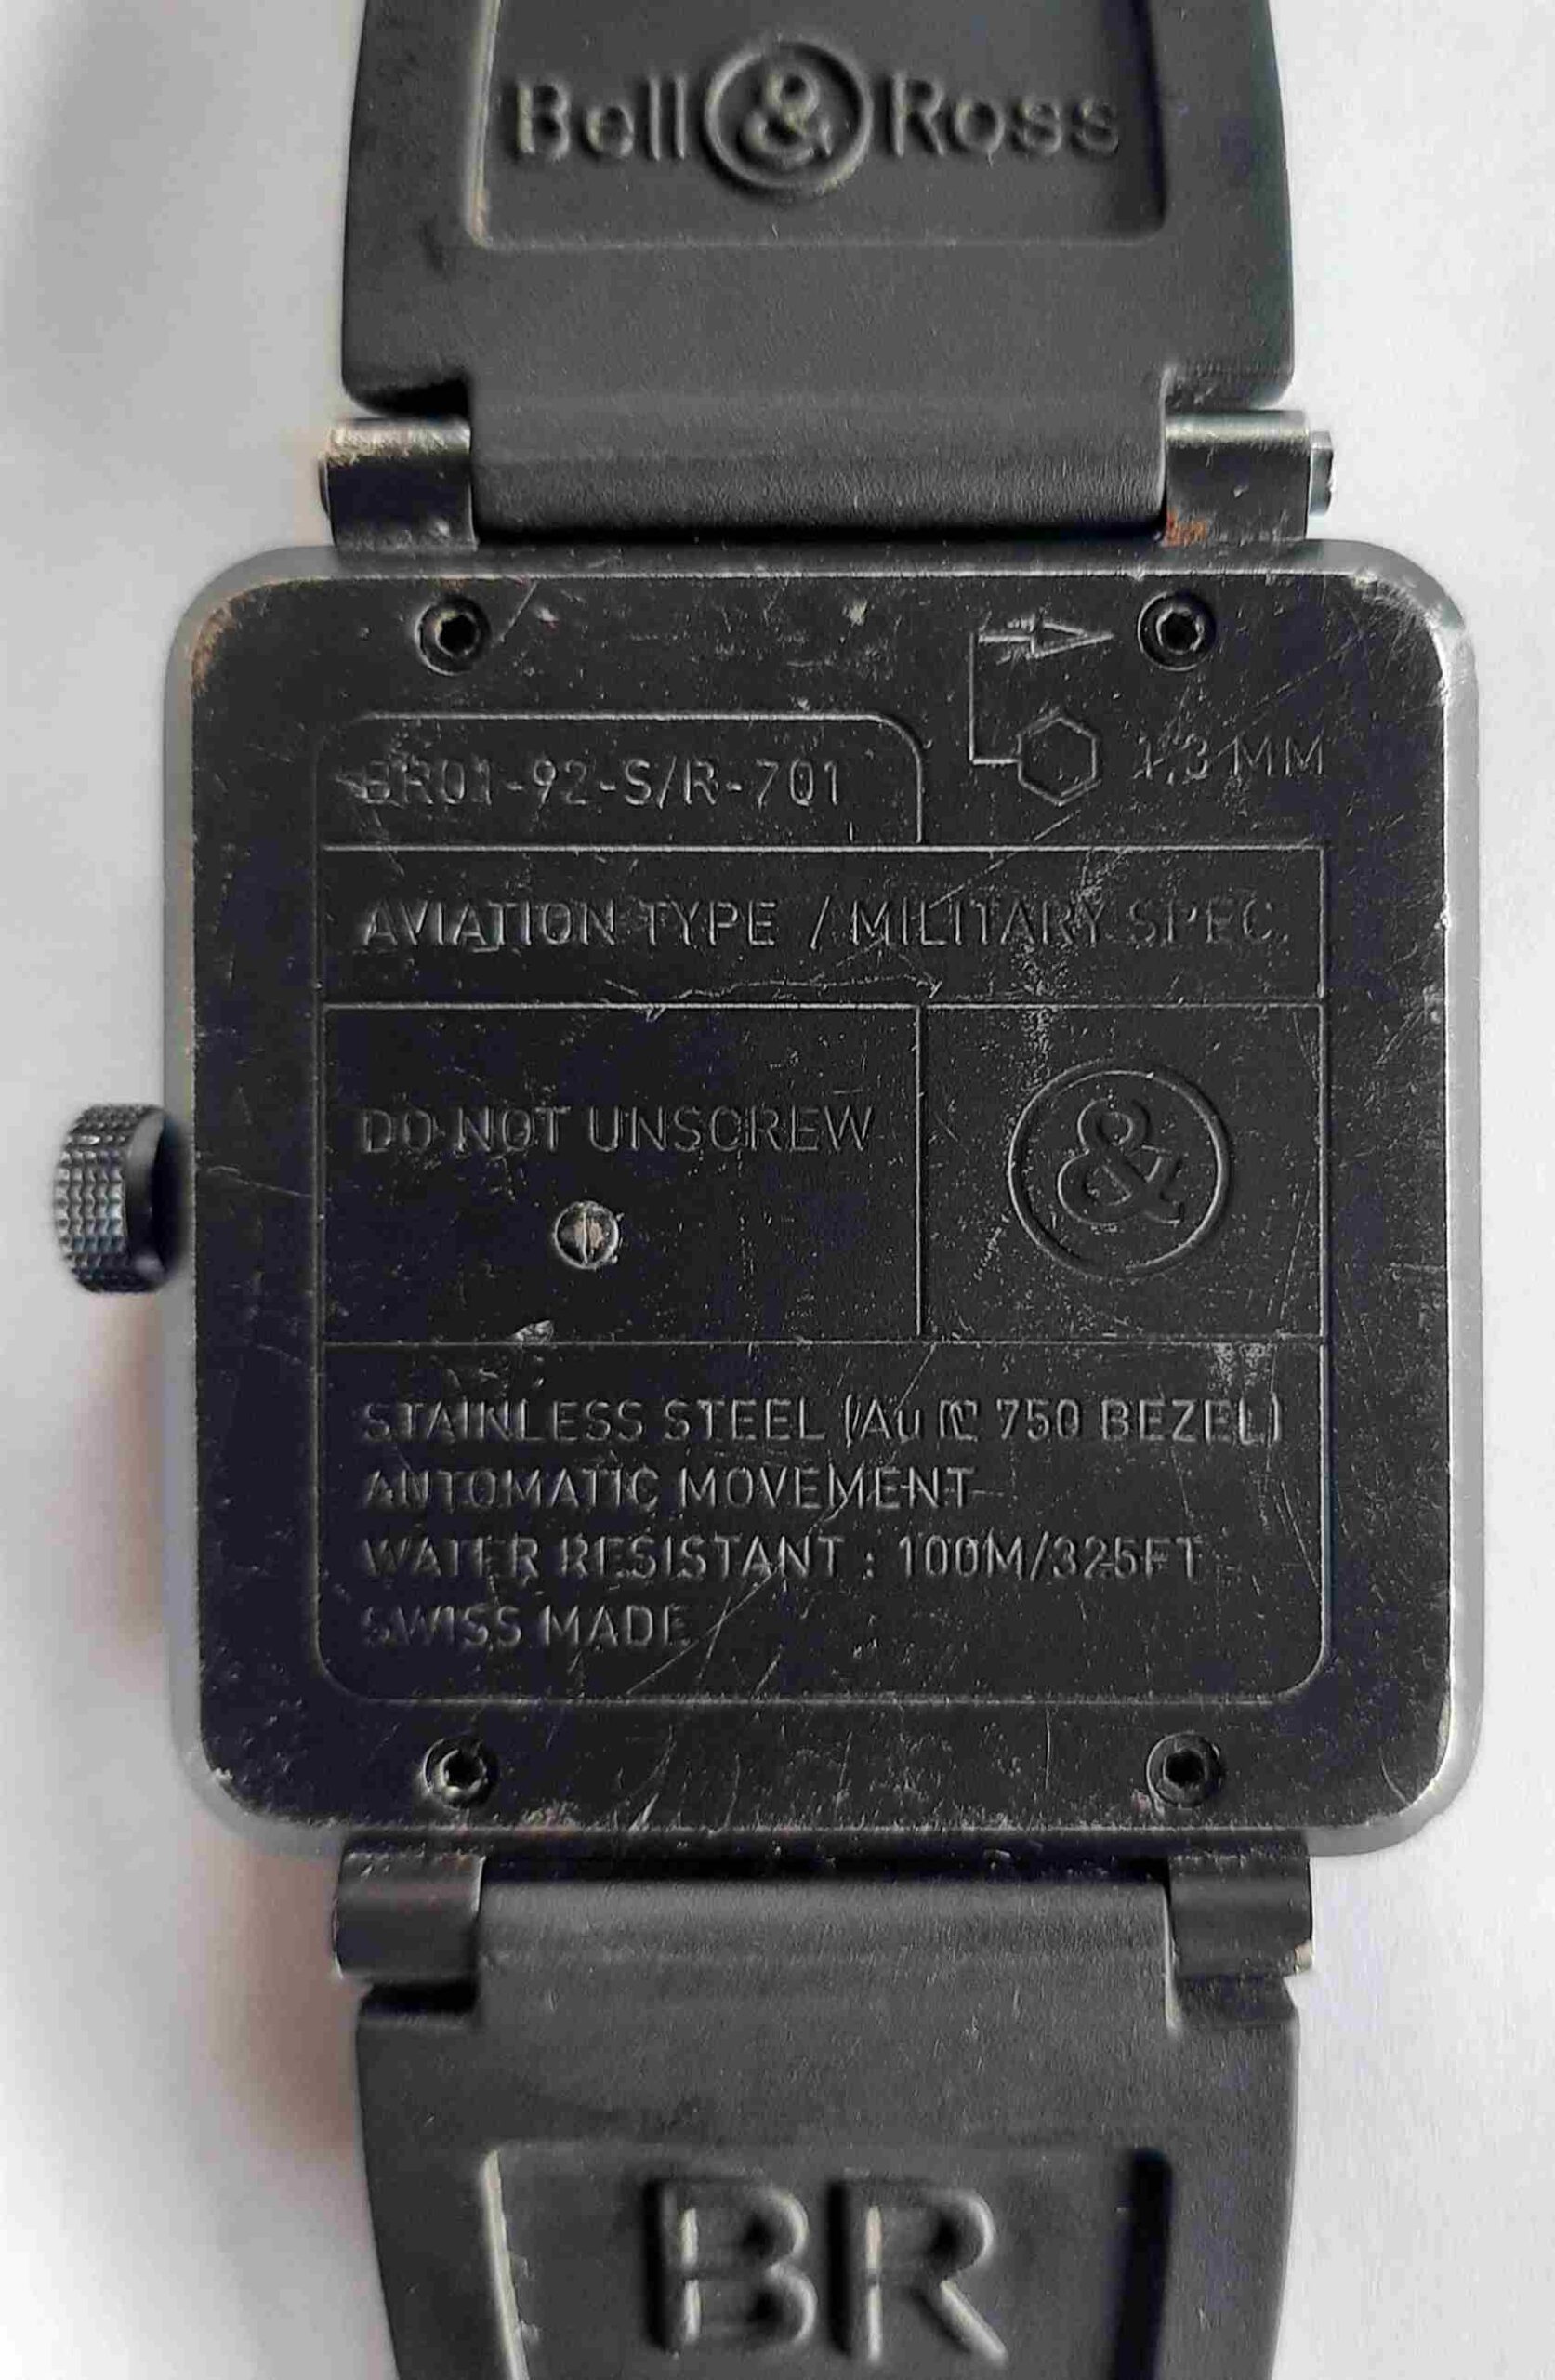 Bell & Ross
1,3 MM
BR01-92-S/R-701
AVIATION TYPE / MILITARY SPEC.
DO NOT UNSCREW
&
STAINLESS STEEL (Au 750 BEZEL)
AUTOMATIC MOVEMENT
WATER RESISTANT : 100M/325FT
SWISS MADE
BR